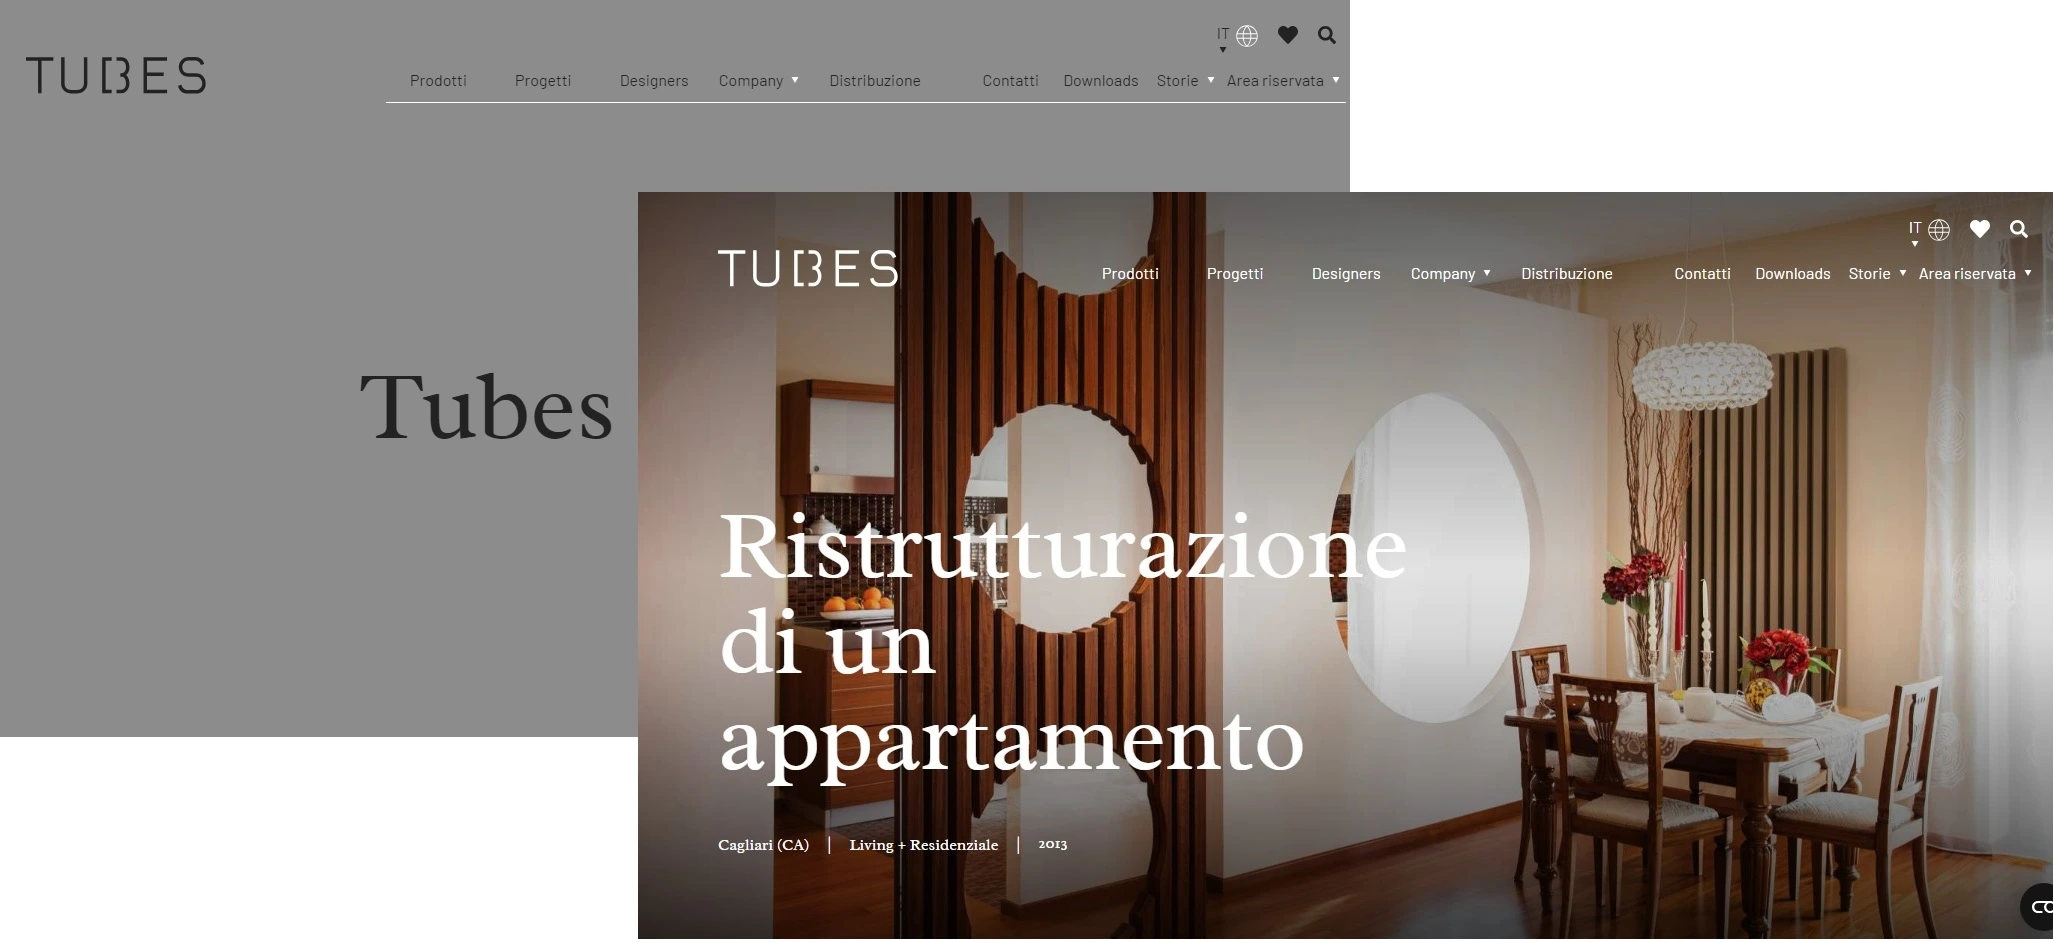 IT
TUBES
Prodotti Progetti Designers Company Distribuzione Contatti Downloads Storie Area riservata
Tubes
IT
TUBES
Prodotti Progetti Designers Company Distribuzione Contatti Downloads Storie Area riservata
Ristrutturazione
di un
appartamento
Cagliari (CA) | Living + Residenziale | 2013